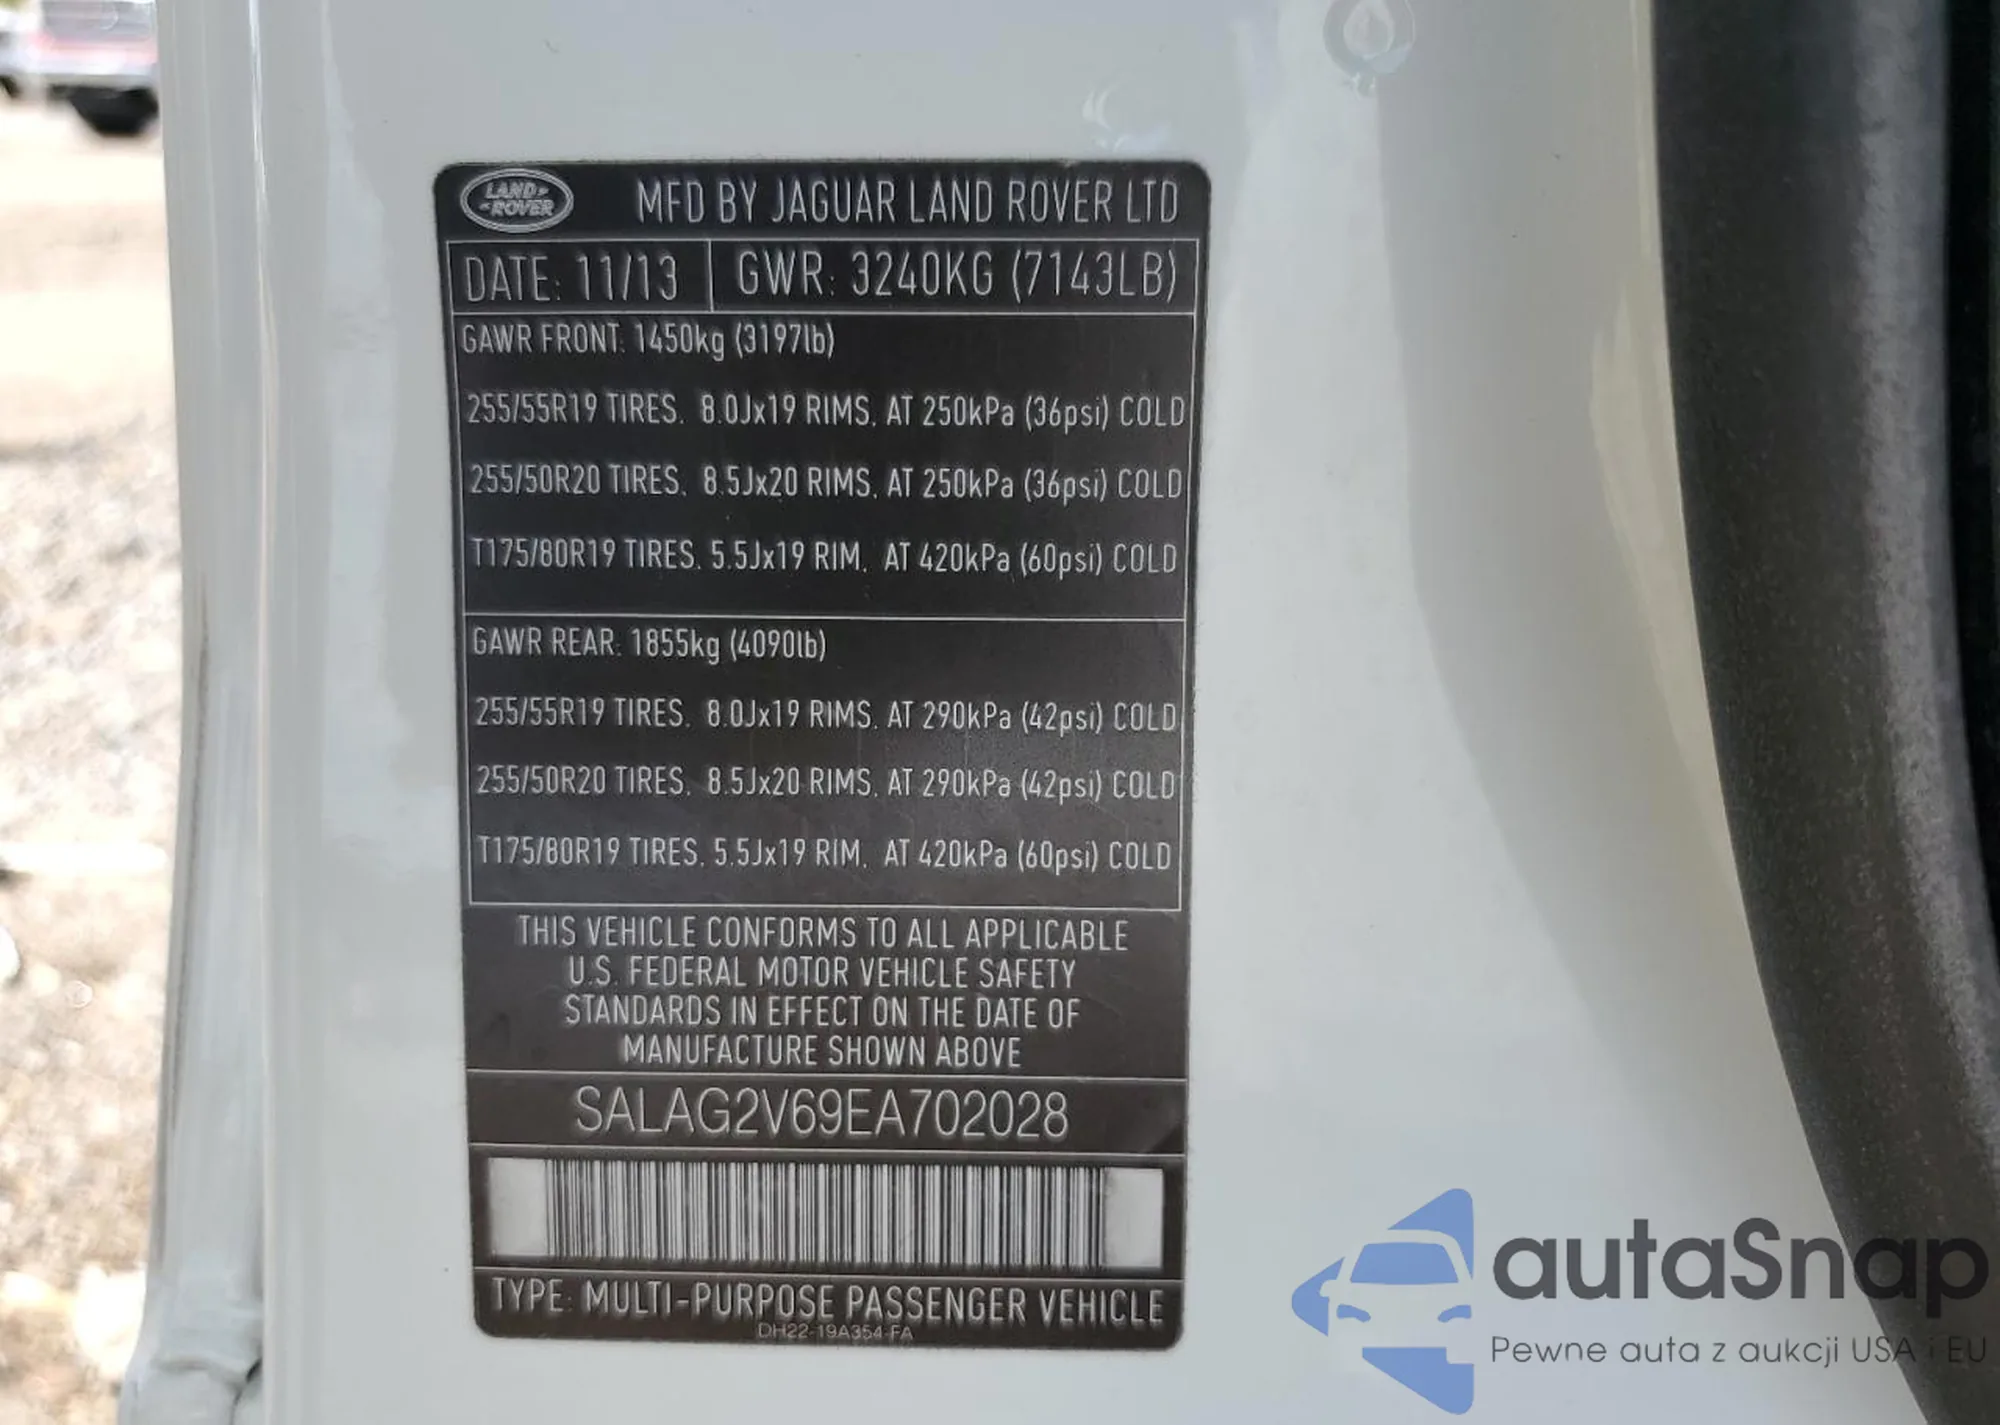 LAND ROVER
MFD BY JAGUAR LAND ROVER LTD
DATE: 11/13 GWR: 3240KG (7143LB)
GAWR FRONT: 1450kg (3197lb)
255/55R19 TIRES, 8.0Jx19 RIMS, AT 250kPa (36psi) COLD
255/50R20 TIRES, 8.5Jx20 RIMS, AT 250kPa (36psi) COLD
T175/80R19 TIRES, 5.5Jx19 RIM, AT 420kPa (60psi) COLD
GAWR REAR: 1855kg (4090lb)
255/55R19 TIRES, 8.0Jx19 RIMS, AT 290kPa (42psi) COLD
255/50R20 TIRES, 8.5Jx20 RIMS, AT 290kPa (42psi) COLD
T175/80R19 TIRES, 5.5Jx19 RIM, AT 420kPa (60psi) COLD
THIS VEHICLE CONFORMS TO ALL APPLICABLE
U.S. FEDERAL MOTOR VEHICLE SAFETY
STANDARDS IN EFFECT ON THE DATE OF
MANUFACTURE SHOWN ABOVE
SALAG2V69EA702028
TYPE: MULTI-PURPOSE PASSENGER VEHICLE
DH22-19A354-FA
autaSnap
Pewne auta z aukcji USA i EU